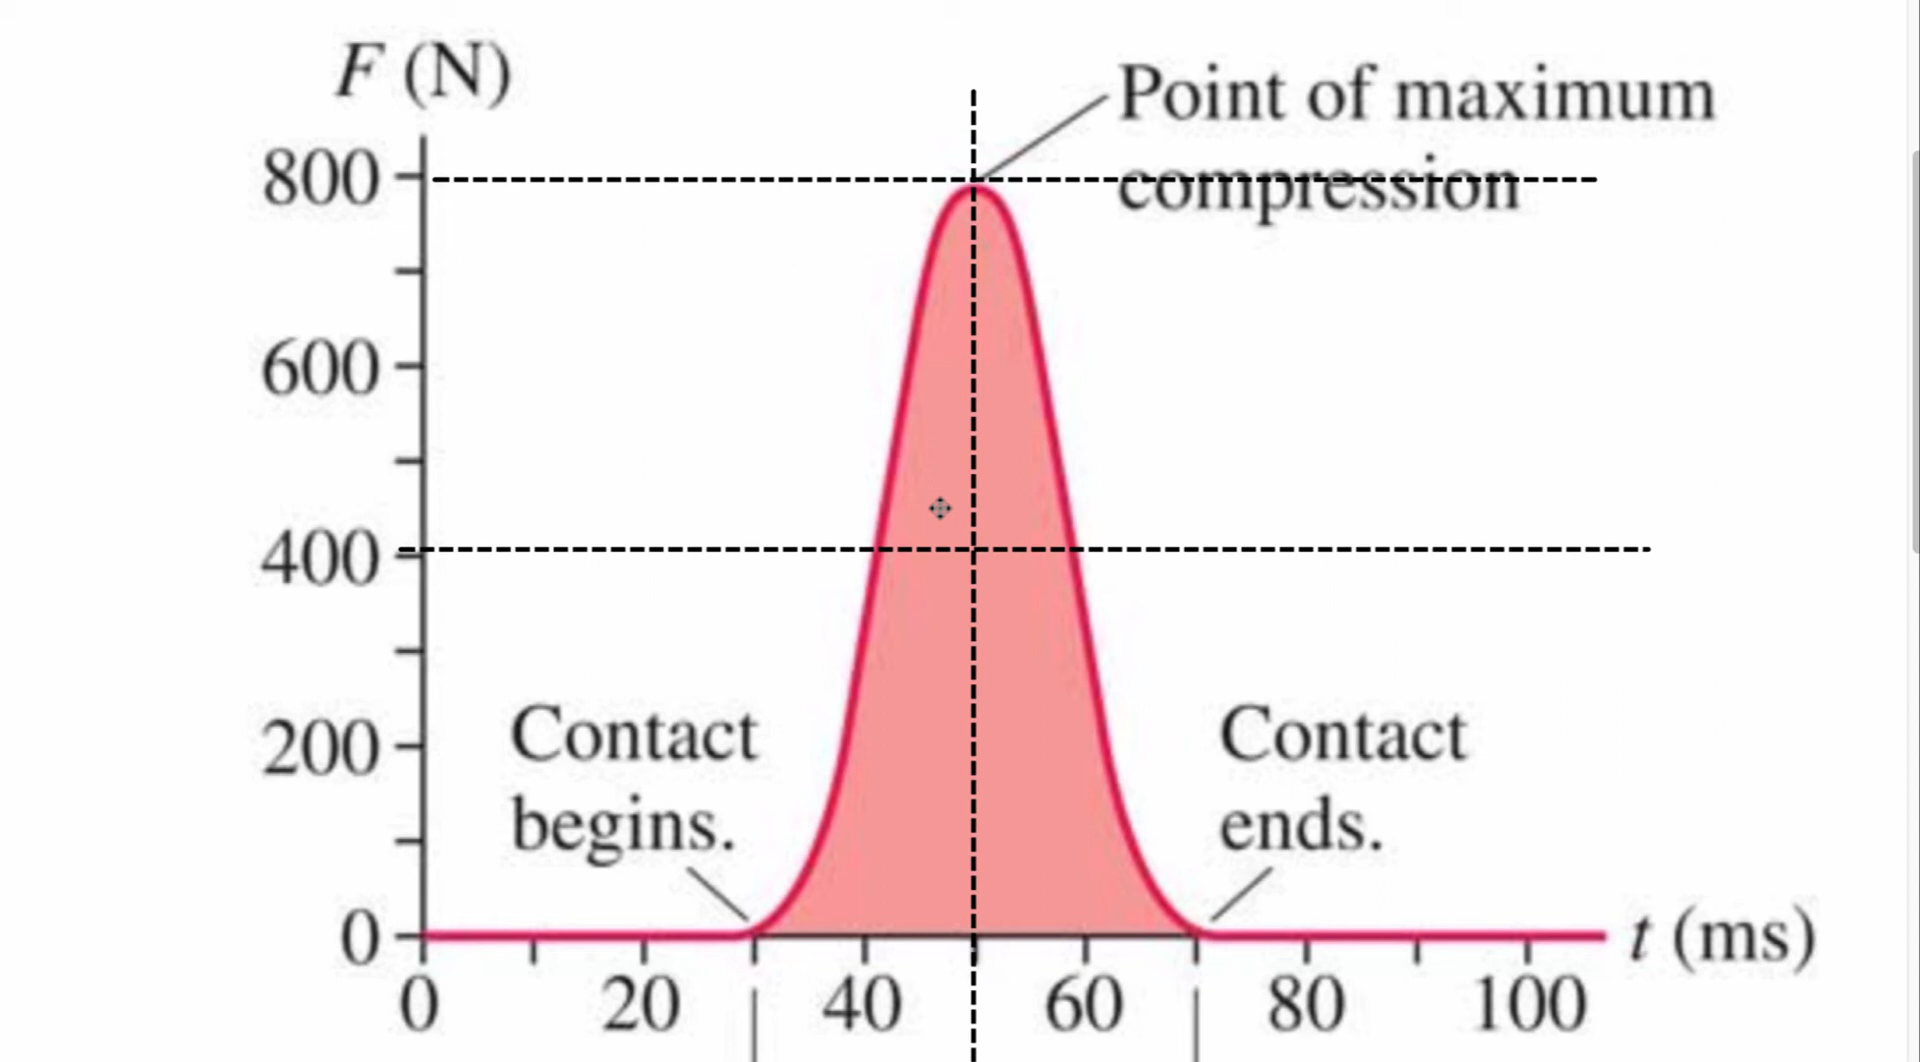 F (N)
Point of maximum
compression
800
600
400
200
0
Contact
begins.
Contact
ends.
t (ms)
0 20 40 60 80 100